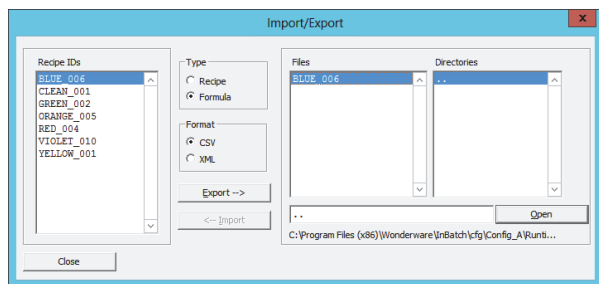 Import/Export
x
Recipe IDs
BLUE_006
CLEAN_001
GREEN_002
ORANGE_005
RED_004
VIOLET_010
YELLOW_001
Type
Recipe
Formula
Format
CSV
XML
Export -->
<-- Import
Files
BLUE_006
Directories
..
..
Open
C:\Program Files (x86)\Wonderware\InBatch\cfg\Config_A\Runti...
Close